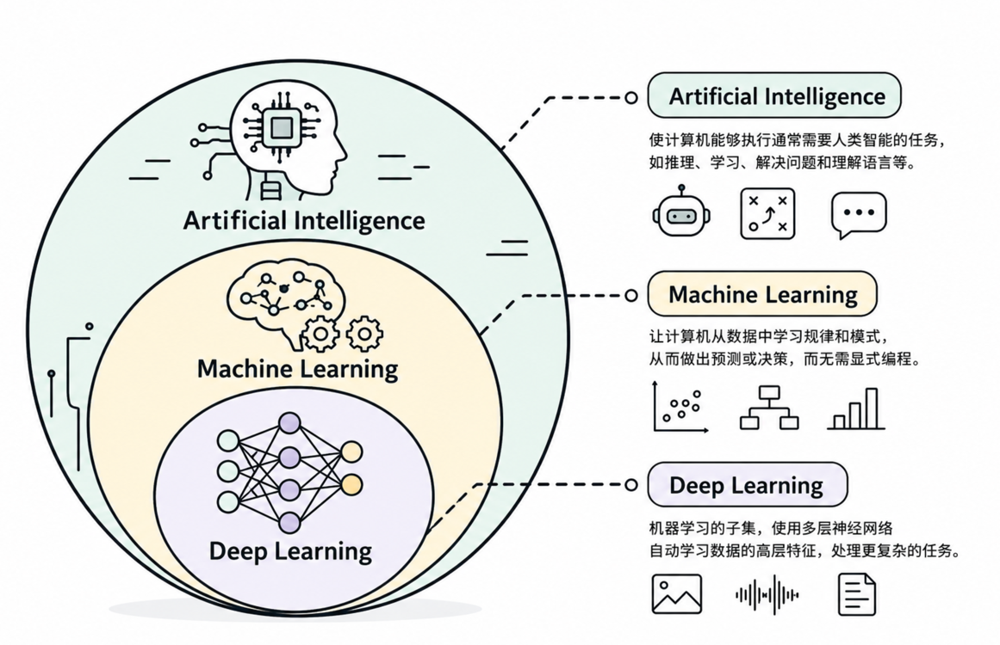 Artificial Intelligence
Machine Learning
Deep Learning
Artificial Intelligence
使计算机能够执行通常需要人类智能的任务，
如推理、学习、解决问题和理解语言等。
Machine Learning
让计算机从数据中学习规律和模式，
从而做出预测或决策，而无需显式编程。
Deep Learning
机器学习的子集，使用多层神经网络
自动学习数据的高层特征，处理更复杂的任务。